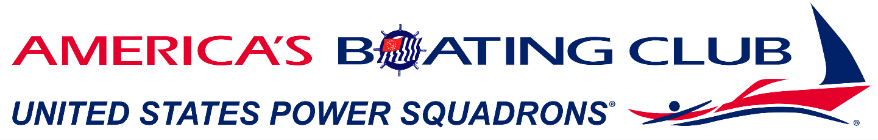 AMERICA'S BOATING CLUB
UNITED STATES POWER SQUADRONS®
®